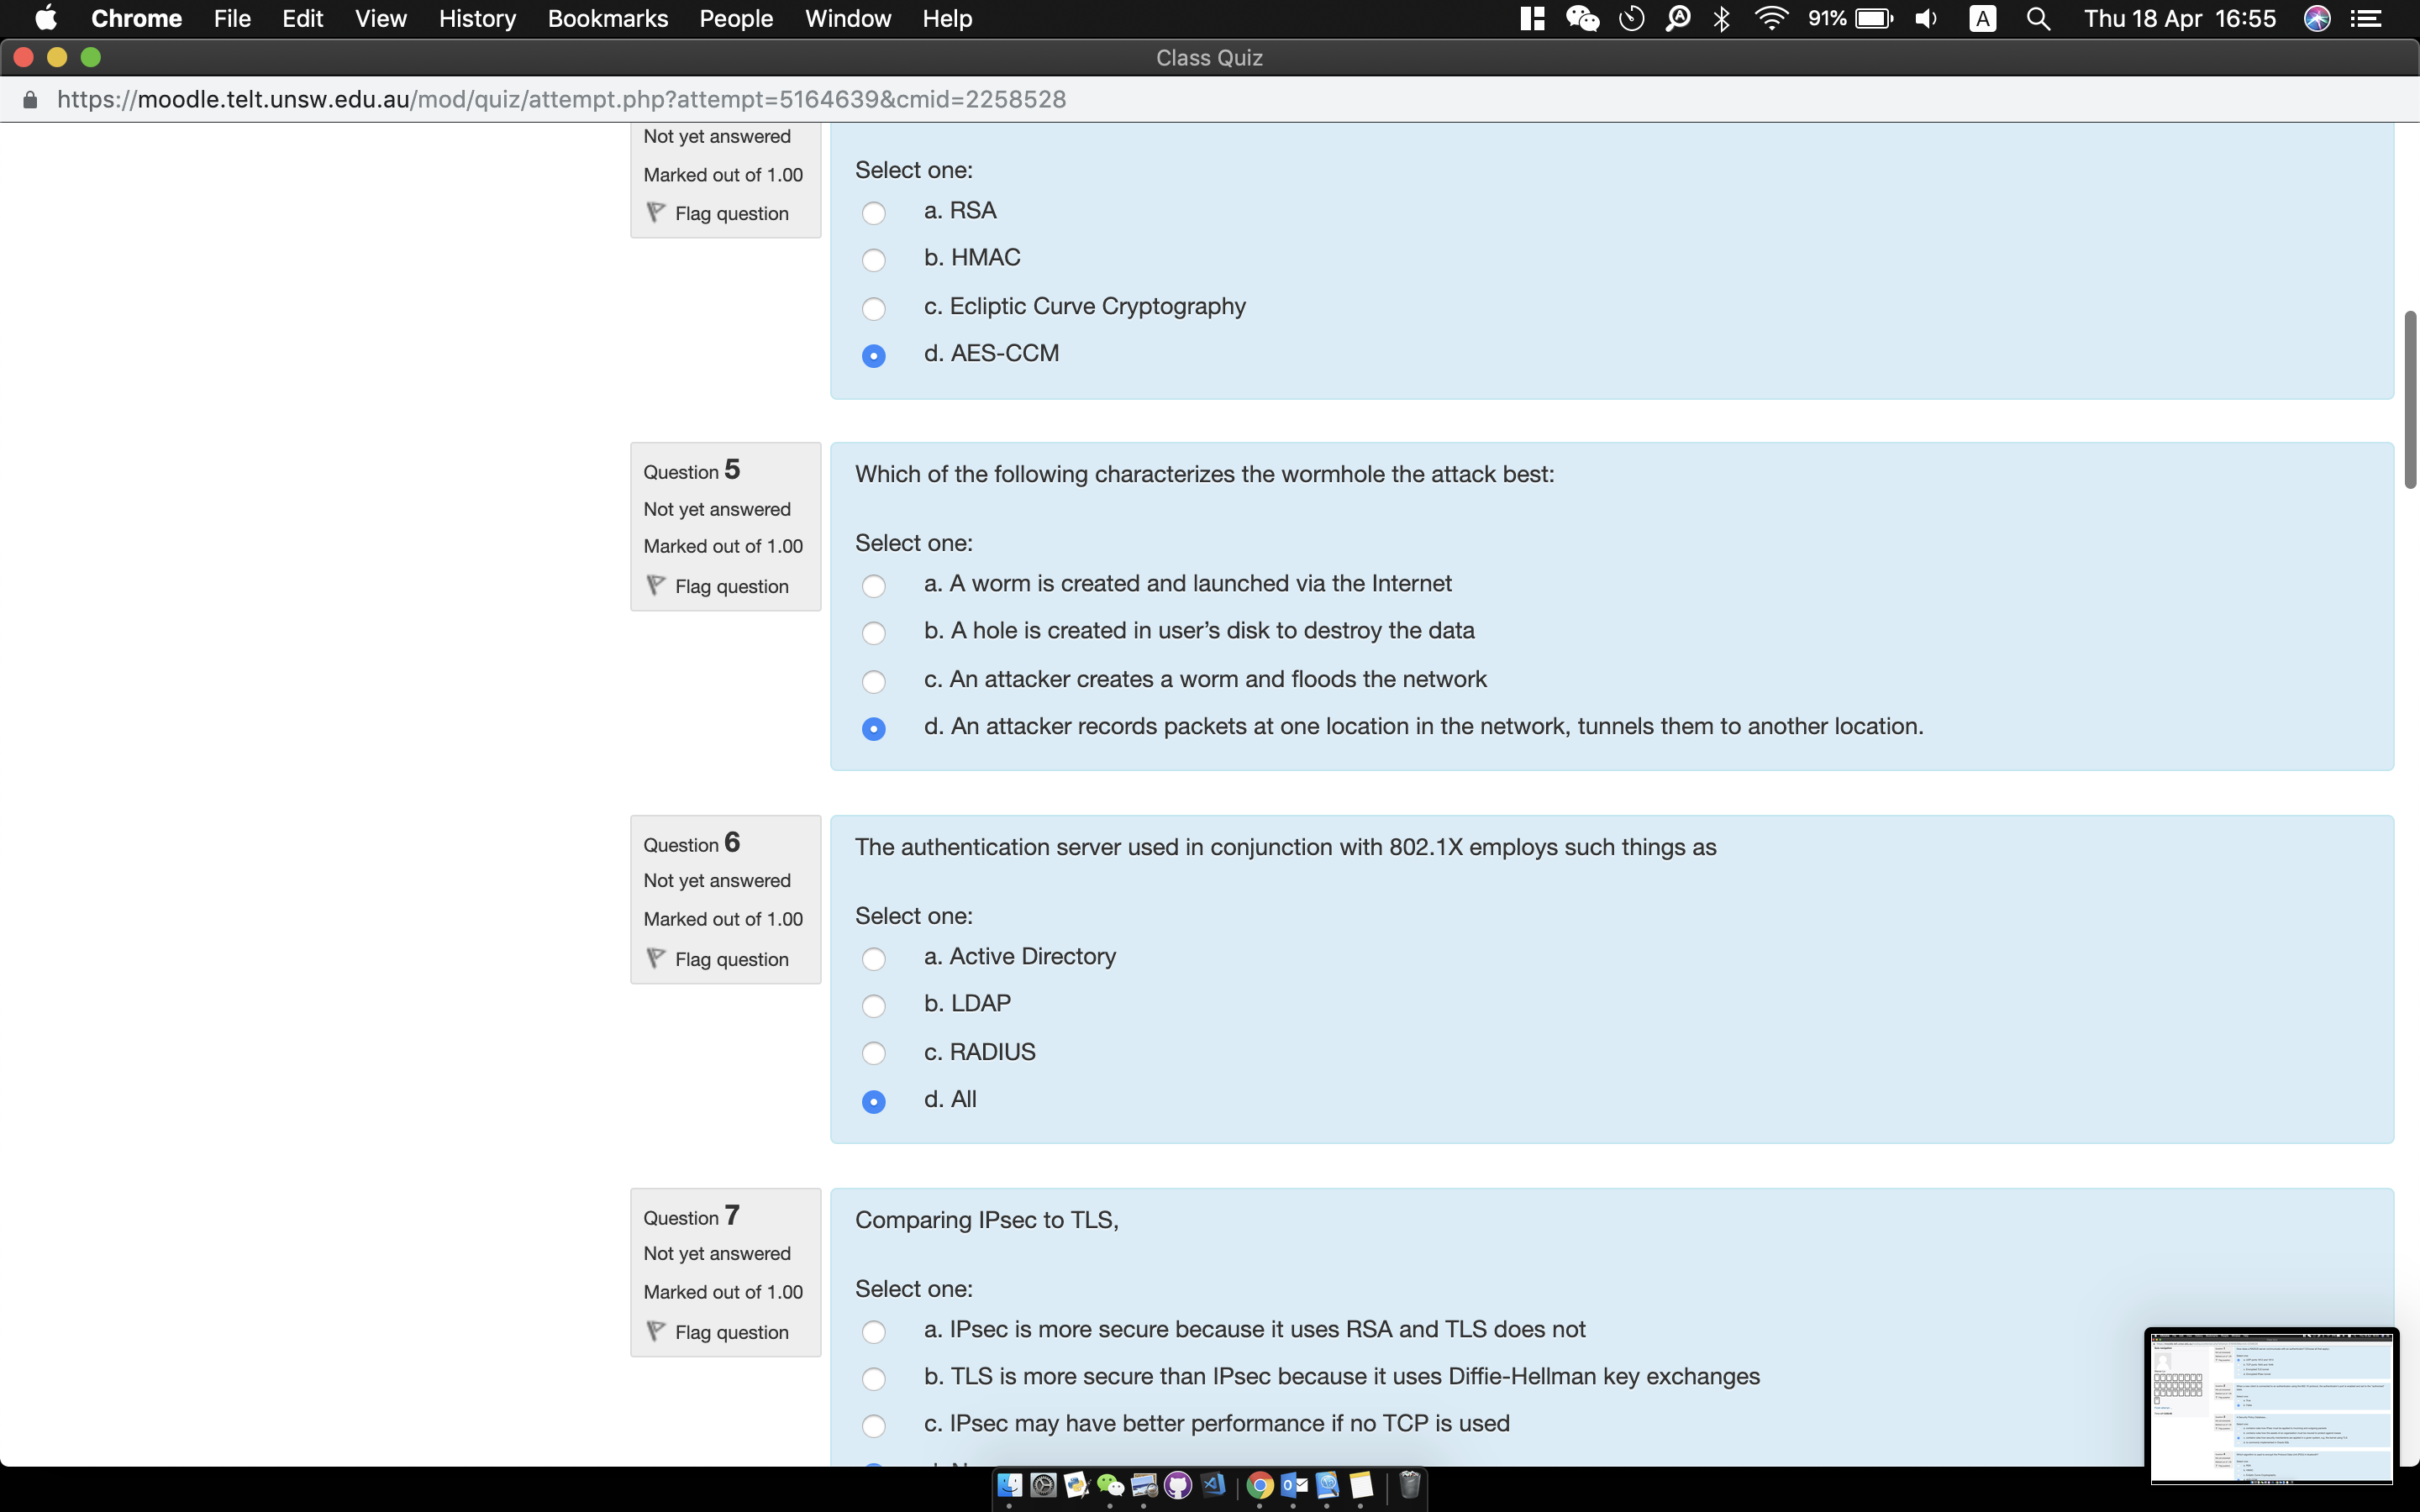 Chrome File Edit View History Bookmarks People Window Help 91% A Thu 18 Apr 16:55
Class Quiz
https://moodle.telt.unsw.edu.au/mod/quiz/attempt.php?attempt=5164639&cmid=2258528
Not yet answered
Marked out of 1.00
Flag question
Select one:
a. RSA
b. HMAC
c. Ecliptic Curve Cryptography
d. AES-CCM
Question 5
Not yet answered
Marked out of 1.00
Flag question
Which of the following characterizes the wormhole the attack best:
Select one:
a. A worm is created and launched via the Internet
b. A hole is created in user’s disk to destroy the data
c. An attacker creates a worm and floods the network
d. An attacker records packets at one location in the network, tunnels them to another location.
Question 6
Not yet answered
Marked out of 1.00
Flag question
The authentication server used in conjunction with 802.1X employs such things as
Select one:
a. Active Directory
b. LDAP
c. RADIUS
d. All
Question 7
Not yet answered
Marked out of 1.00
Flag question
Comparing IPsec to TLS,
Select one:
a. IPsec is more secure because it uses RSA and TLS does not
b. TLS is more secure than IPsec because it uses Diffie-Hellman key exchanges
c. IPsec may have better performance if no TCP is used